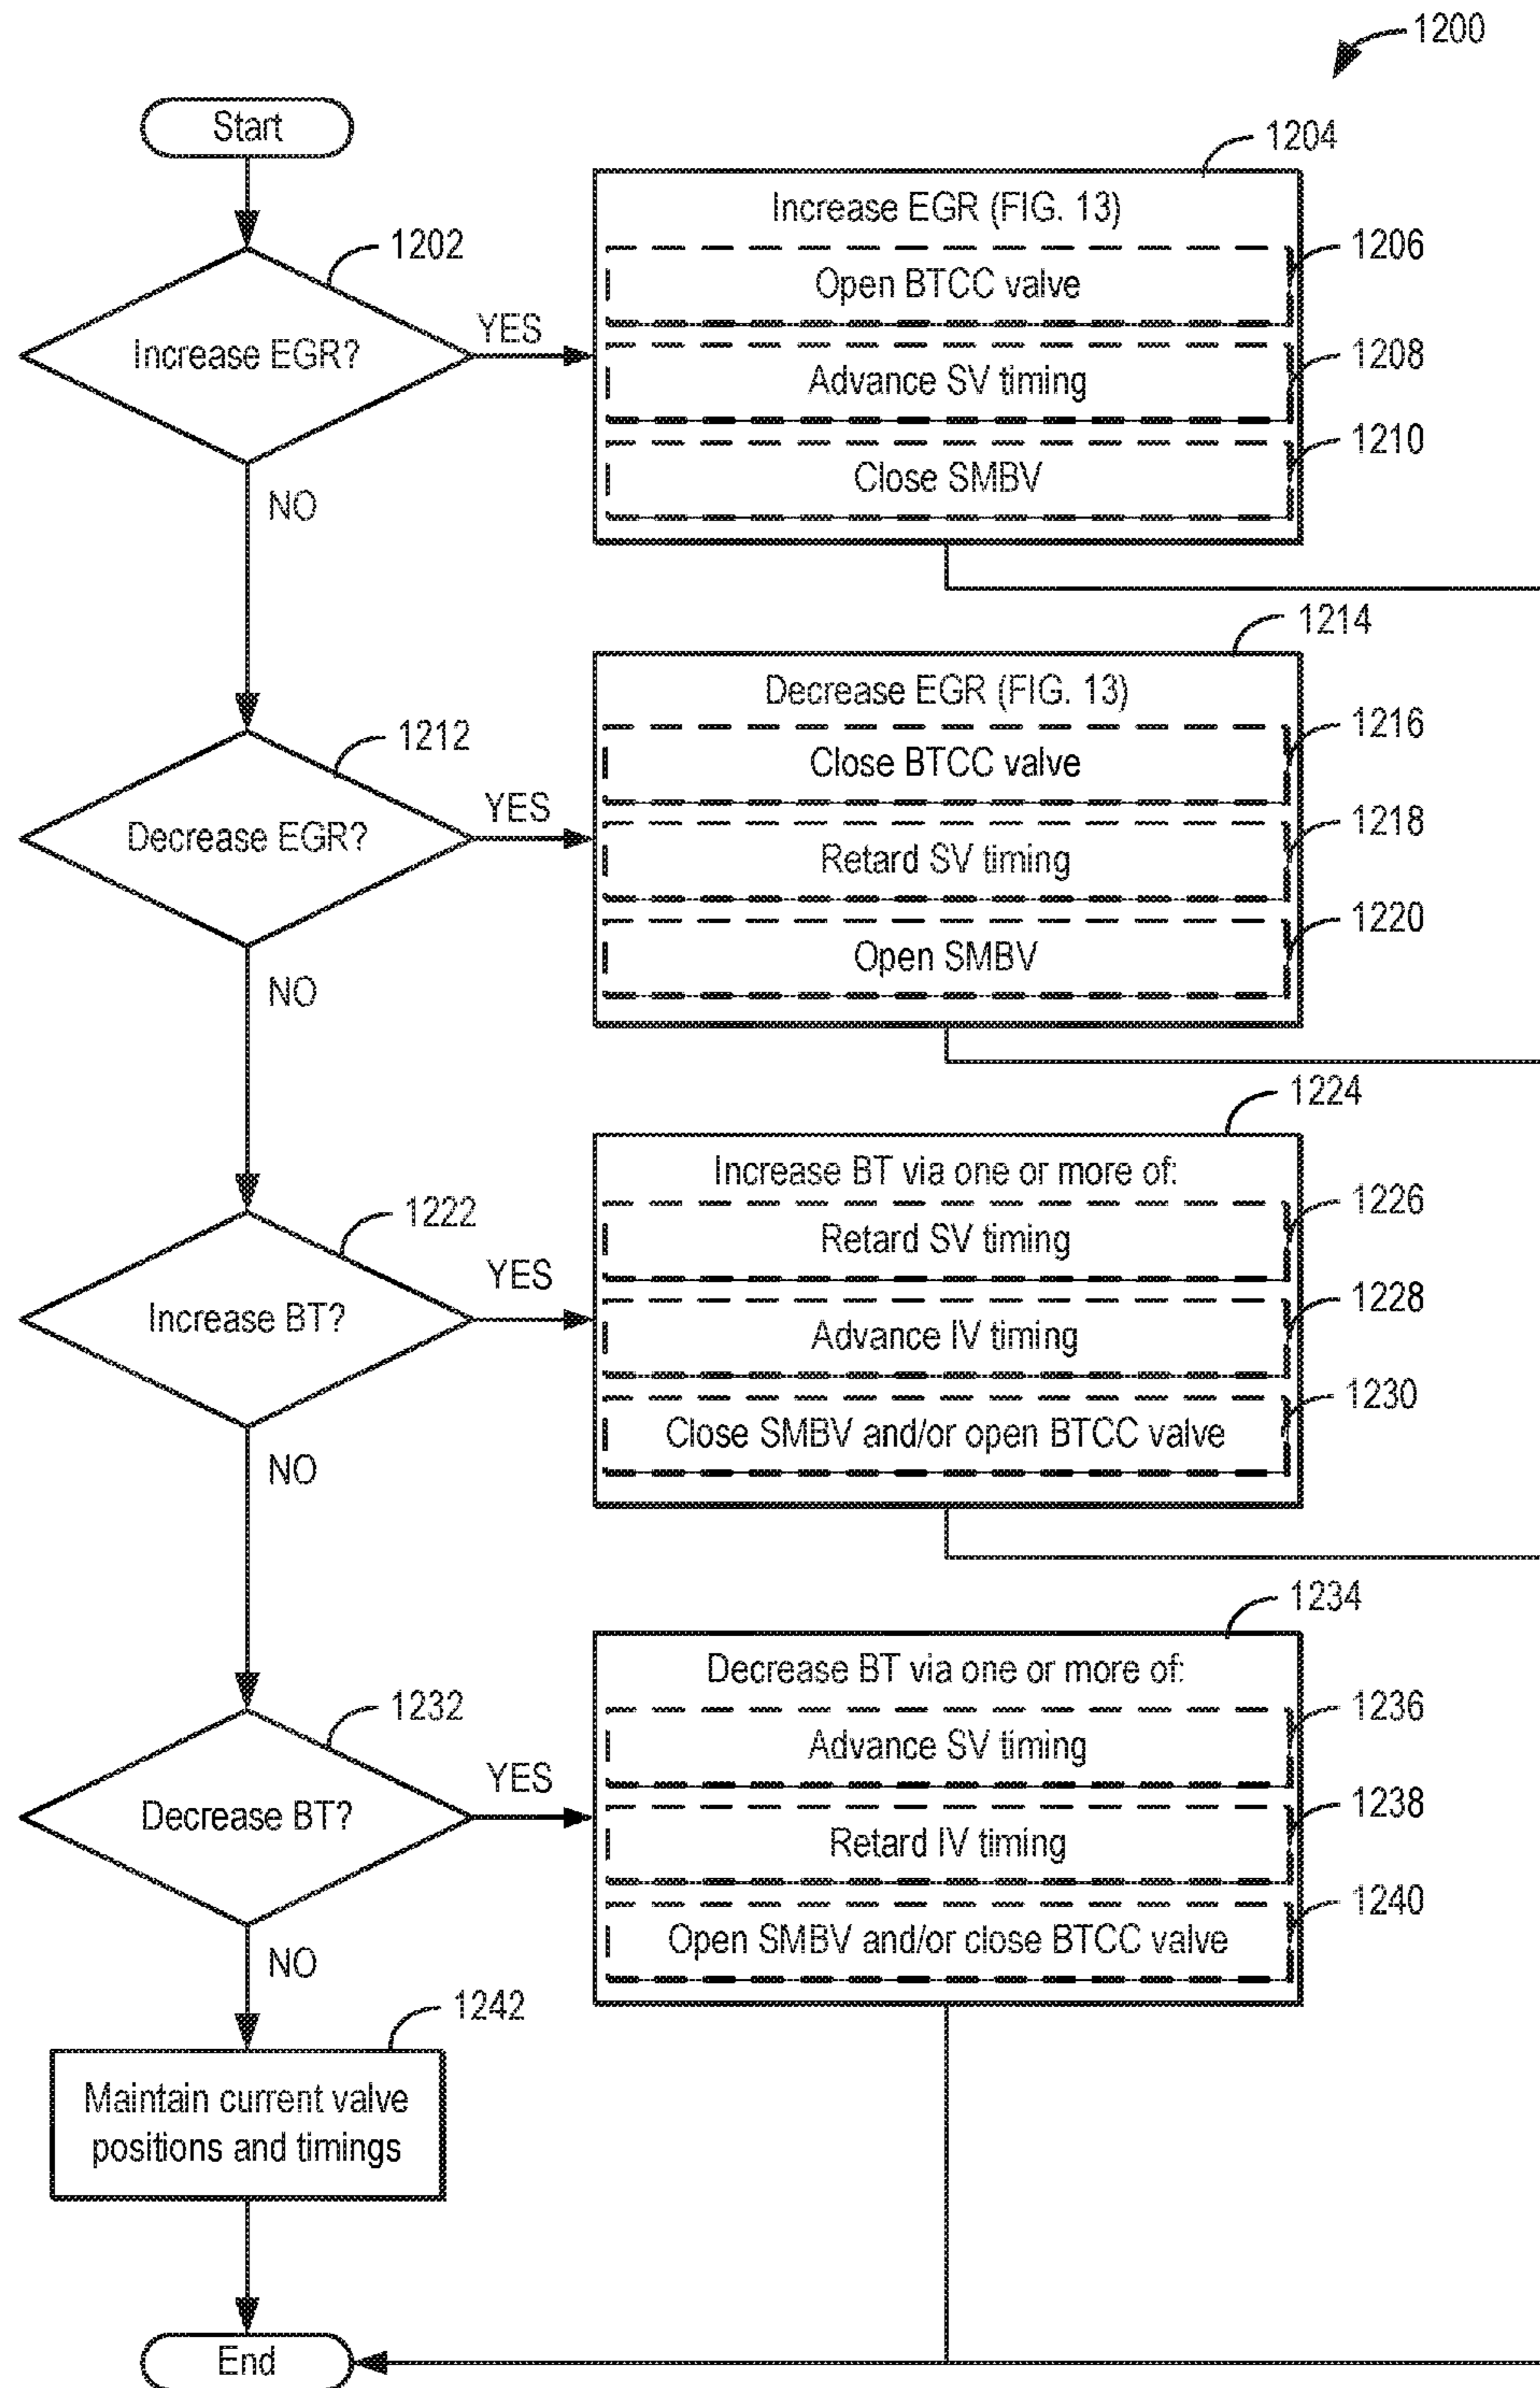 1200
Start
1204
Increase EGR (FIG. 13)
1202
1206
Open BTCC valve
YES
Increase EGR?
1208
Advance SV timing
1210
Close SMBV
NO
1214
Decrease EGR (FIG. 13)
1212
1216
Close BTCC valve
YES
Decrease EGR?
1218
Retard SV timing
1220
Open SMBV
NO
1224
Increase BT via one or more of:
1222
1226
Retard SV timing
YES
Increase BT?
1228
Advance IV timing
1230
Close SMBV and/or open BTCC valve
NO
1234
Decrease BT via one or more of:
1232
1236
Advance SV timing
YES
Decrease BT?
1238
Retard IV timing
1240
Open SMBV and/or close BTCC valve
NO
1242
Maintain current valve
positions and timings
End